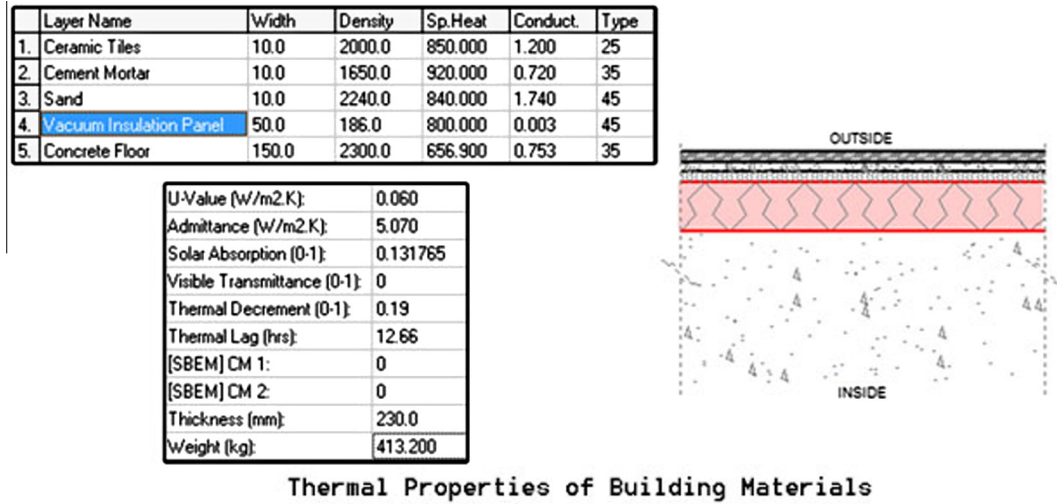 Layer Name Width Density Sp.Heat Conduct. Type
1. Ceramic Tiles 10.0 2000.0 850.000 1.200 25
2. Cement Mortar 10.0 1650.0 920.000 0.720 35
3. Sand 10.0 2240.0 840.000 1.740 45
4. Vacuum Insulation Panel 50.0 186.0 800.000 0.003 45
5. Concrete Floor 150.0 2300.0 656.900 0.753 35
OUTSIDE
INSIDE
U-Value (W/m2.K): 0.060
Admittance (W/m2.K): 5.070
Solar Absorption (0-1): 0.131765
Visible Transmittance (0-1): 0
Thermal Decrement (0-1): 0.19
Thermal Lag (hrs): 12.66
[SBEM] CM 1: 0
[SBEM] CM 2: 0
Thickness (mm): 230.0
Weight (kg): 413.200
Thermal Properties of Building Materials